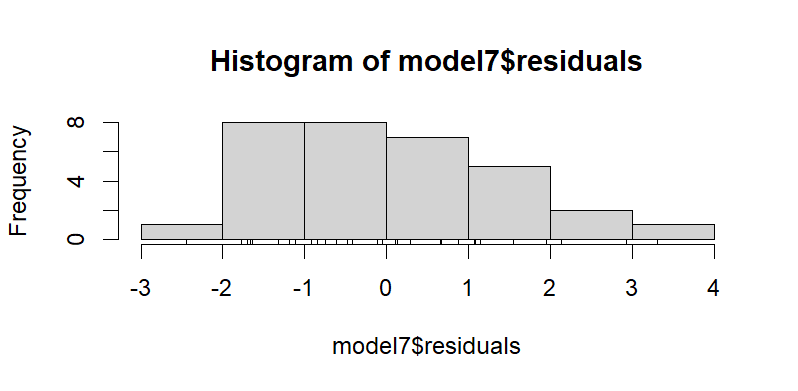 Histogram of model7$residuals
Frequency
8
4
0
-3 -2 -1 0 1 2 3 4
model7$residuals